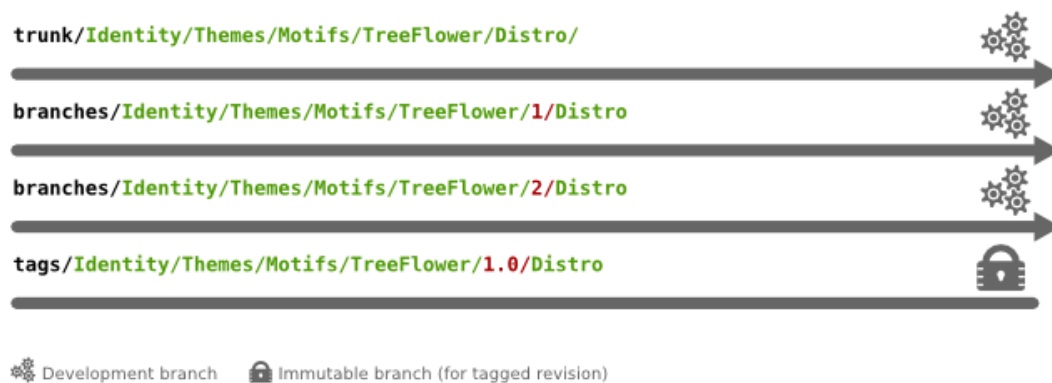 trunk/Identity/Themes/Motifs/TreeFlower/Distro/
branches/Identity/Themes/Motifs/TreeFlower/1/Distro
branches/Identity/Themes/Motifs/TreeFlower/2/Distro
tags/Identity/Themes/Motifs/TreeFlower/1.0/Distro
Development branch Immutable branch (for tagged revision)